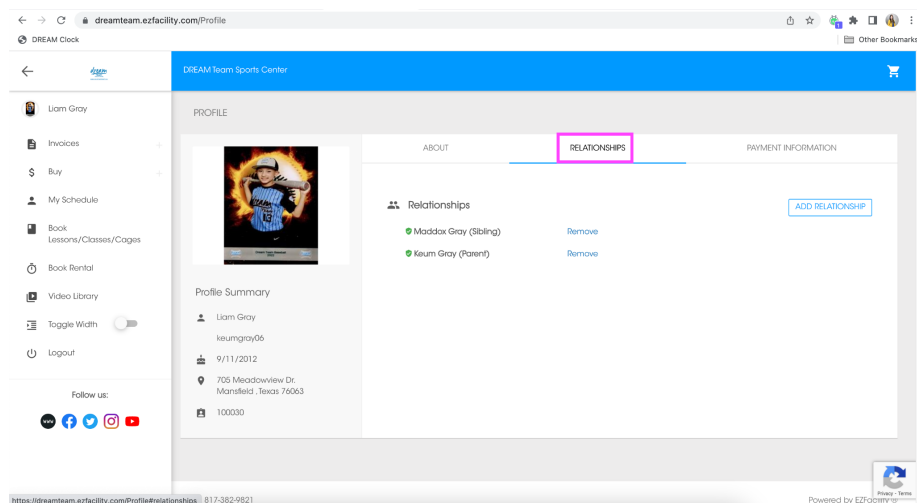 dreamteam.ezfacility.com/Profile
DREAM Clock
Other Bookmarks
dream
DREAM Team Sports Center
Liam Gray
Invoices
Buy
My Schedule
Book
Lessons/Classes/Cages
Book Rental
Video Library
Toggle Width
Logout
Follow us:
www
PROFILE
13
Profile Summary
Liam Gray
keumgray06
9/11/2012
705 Meadowview Dr.
Mansfield , Texas 76063
100030
ABOUT
RELATIONSHIPS
PAYMENT INFORMATION
Relationships
ADD RELATIONSHIP
Maddox Gray (Sibling)
Remove
Keum Gray (Parent)
Remove
https://dreamteam.ezfacility.com/Profile#relationships
817-382-9821
Powered by EZFacility ®
Privacy - Terms